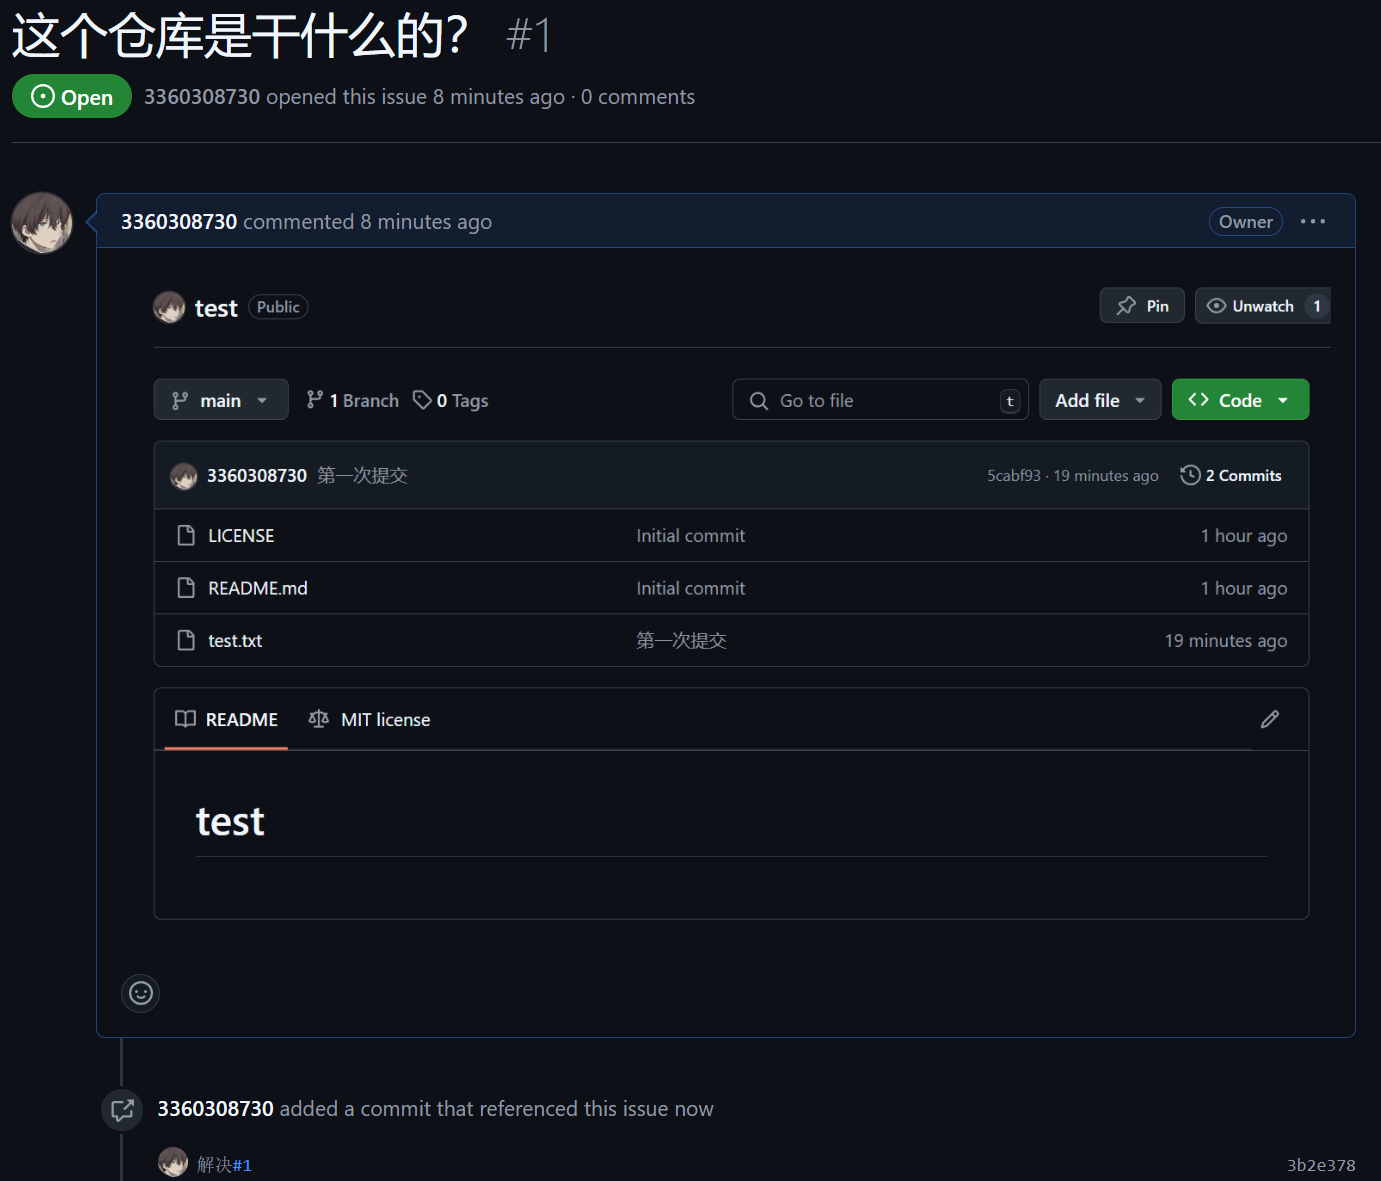 这个仓库是干什么的？ #1
Open 3360308730 opened this issue 8 minutes ago · 0 comments
3360308730 commented 8 minutes ago Owner ···
test Public Pin Unwatch 1
main 1 Branch 0 Tags Go to file t Add file Code
3360308730 第一次提交 5cabf93 · 19 minutes ago 2 Commits
LICENSE Initial commit 1 hour ago
README.md Initial commit 1 hour ago
test.txt 第一次提交 19 minutes ago
README MIT license
test
3360308730 added a commit that referenced this issue now
解决#1 3b2e378